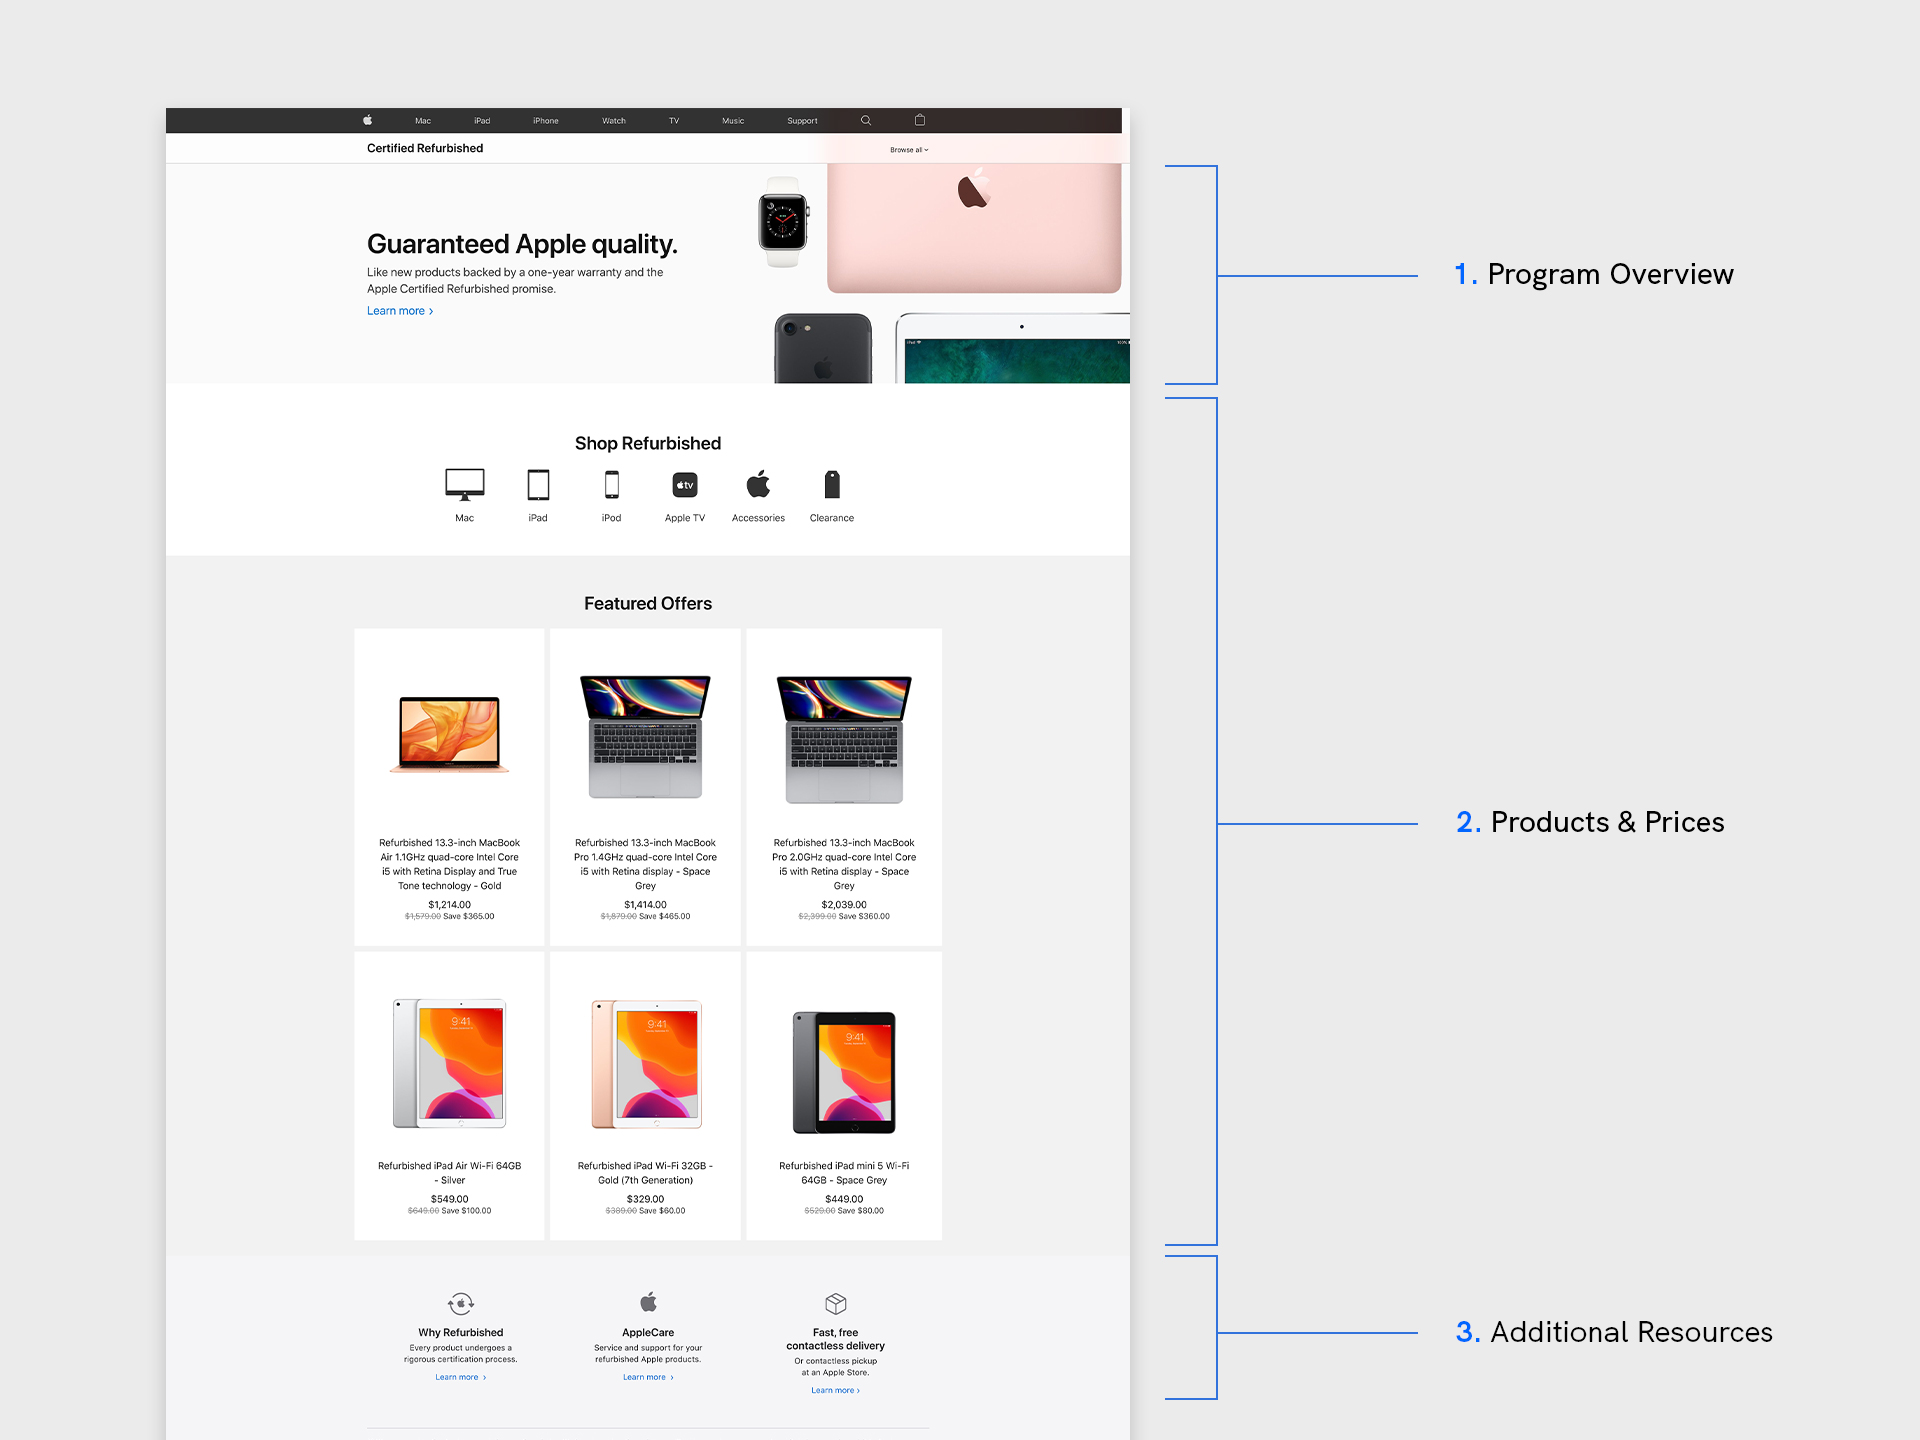 Mac iPad iPhone Watch TV Music Support
Certified Refurbished
Browse all
Guaranteed Apple quality.
Like new products backed by a one-year warranty and the
Apple Certified Refurbished promise.
Learn more >
1. Program Overview
Shop Refurbished
tv
Mac iPad iPod Apple TV Accessories Clearance
Featured Offers
Refurbished 13.3-inch MacBook
Air 1.1GHz quad-core Intel Core
i5 with Retina Display and True
Tone technology - Gold
$1,214.00
$1,579.00 Save $365.00
Refurbished 13.3-inch MacBook
Pro 1.4GHz quad-core Intel Core
i5 with Retina display - Space
Grey
$1,414.00
$1,879.00 Save $465.00
Refurbished 13.3-inch MacBook
Pro 2.0GHz quad-core Intel Core
i5 with Retina display - Space
Grey
$2,039.00
$2,399.00 Save $360.00
2. Products & Prices
9:41
Refurbished iPad Air Wi-Fi 64GB
- Silver
$549.00
$649.00 Save $100.00
9:41
Refurbished iPad Wi-Fi 32GB -
Gold (7th Generation)
$329.00
$389.00 Save $60.00
9:41
Refurbished iPad mini 5 Wi-Fi
64GB - Space Grey
$449.00
$529.00 Save $80.00
Why Refurbished
Every product undergoes a
rigorous certification process.
Learn more >
AppleCare
Service and support for your
refurbished Apple products.
Learn more >
Fast, free
contactless delivery
Or contactless pickup
at an Apple Store.
Learn more >
3. Additional Resources